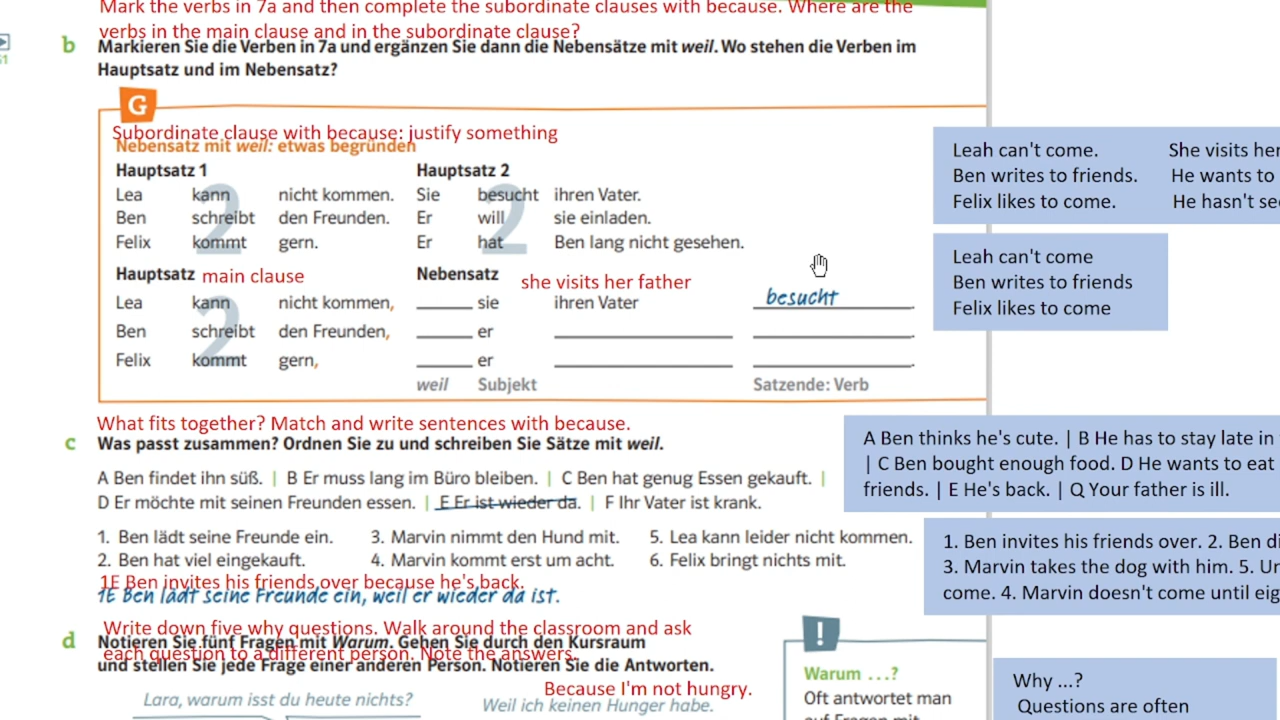 Mark the verbs in 7a and then complete the subordinate clauses with because. Where are the
verbs in the main clause and in the subordinate clause?
b Markieren Sie die Verben in 7a und ergänzen Sie dann die Nebensätze mit weil. Wo stehen die Verben im
Hauptsatz und im Nebensatz?
G
Subordinate clause with because: justify something
Nebensatz mit weil: etwas begründen
Hauptsatz 1 Hauptsatz 2
Lea kann nicht kommen. Sie besucht ihren Vater.
Ben schreibt den Freunden. Er will sie einladen.
Felix kommt gern. Er hat Ben lang nicht gesehen.
2 2
Hauptsatz main clause Nebensatz she visits her father
Lea kann nicht kommen, ______ sie ihren Vater besucht.
Ben schreibt den Freunden, ______ er ______ ______.
Felix kommt gern, ______ er ______ ______.
2
weil Subjekt Satzende: Verb
Leah can't come. She visits her
Ben writes to friends. He wants to
Felix likes to come. He hasn't se
Leah can't come
Ben writes to friends
Felix likes to come
What fits together? Match and write sentences with because.
c Was passt zusammen? Ordnen Sie zu und schreiben Sie Sätze mit weil.
A Ben findet ihn süß. | B Er muss lang im Büro bleiben. | C Ben hat genug Essen gekauft. |
D Er möchte mit seinen Freunden essen. | E Er ist wieder da. | F Ihr Vater ist krank.
A Ben thinks he's cute. | B He has to stay late in
| C Ben bought enough food. D He wants to eat
friends. | E He's back. | Q Your father is ill.
1. Ben lädt seine Freunde ein. 3. Marvin nimmt den Hund mit. 5. Lea kann leider nicht kommen.
2. Ben hat viel eingekauft. 4. Marvin kommt erst um acht. 6. Felix bringt nichts mit.
1E Ben invites his friends over because he's back.
1E Ben lädt seine Freunde ein, weil er wieder da ist.
1. Ben invites his friends over. 2. Ben di
3. Marvin takes the dog with him. 5. Un
come. 4. Marvin doesn't come until eig
Write down five why questions. Walk around the classroom and ask
each question to a different person. Note the answers.
d Notieren Sie fünf Fragen mit Warum. Gehen Sie durch den Kursraum
und stellen Sie jede Frage einer anderen Person. Notieren Sie die Antworten.
Because I'm not hungry.
Lara, warum isst du heute nichts? Weil ich keinen Hunger habe.
!
Warum ...?
Oft antwortet man
auf Fragen mit
Why ...?
Questions are often